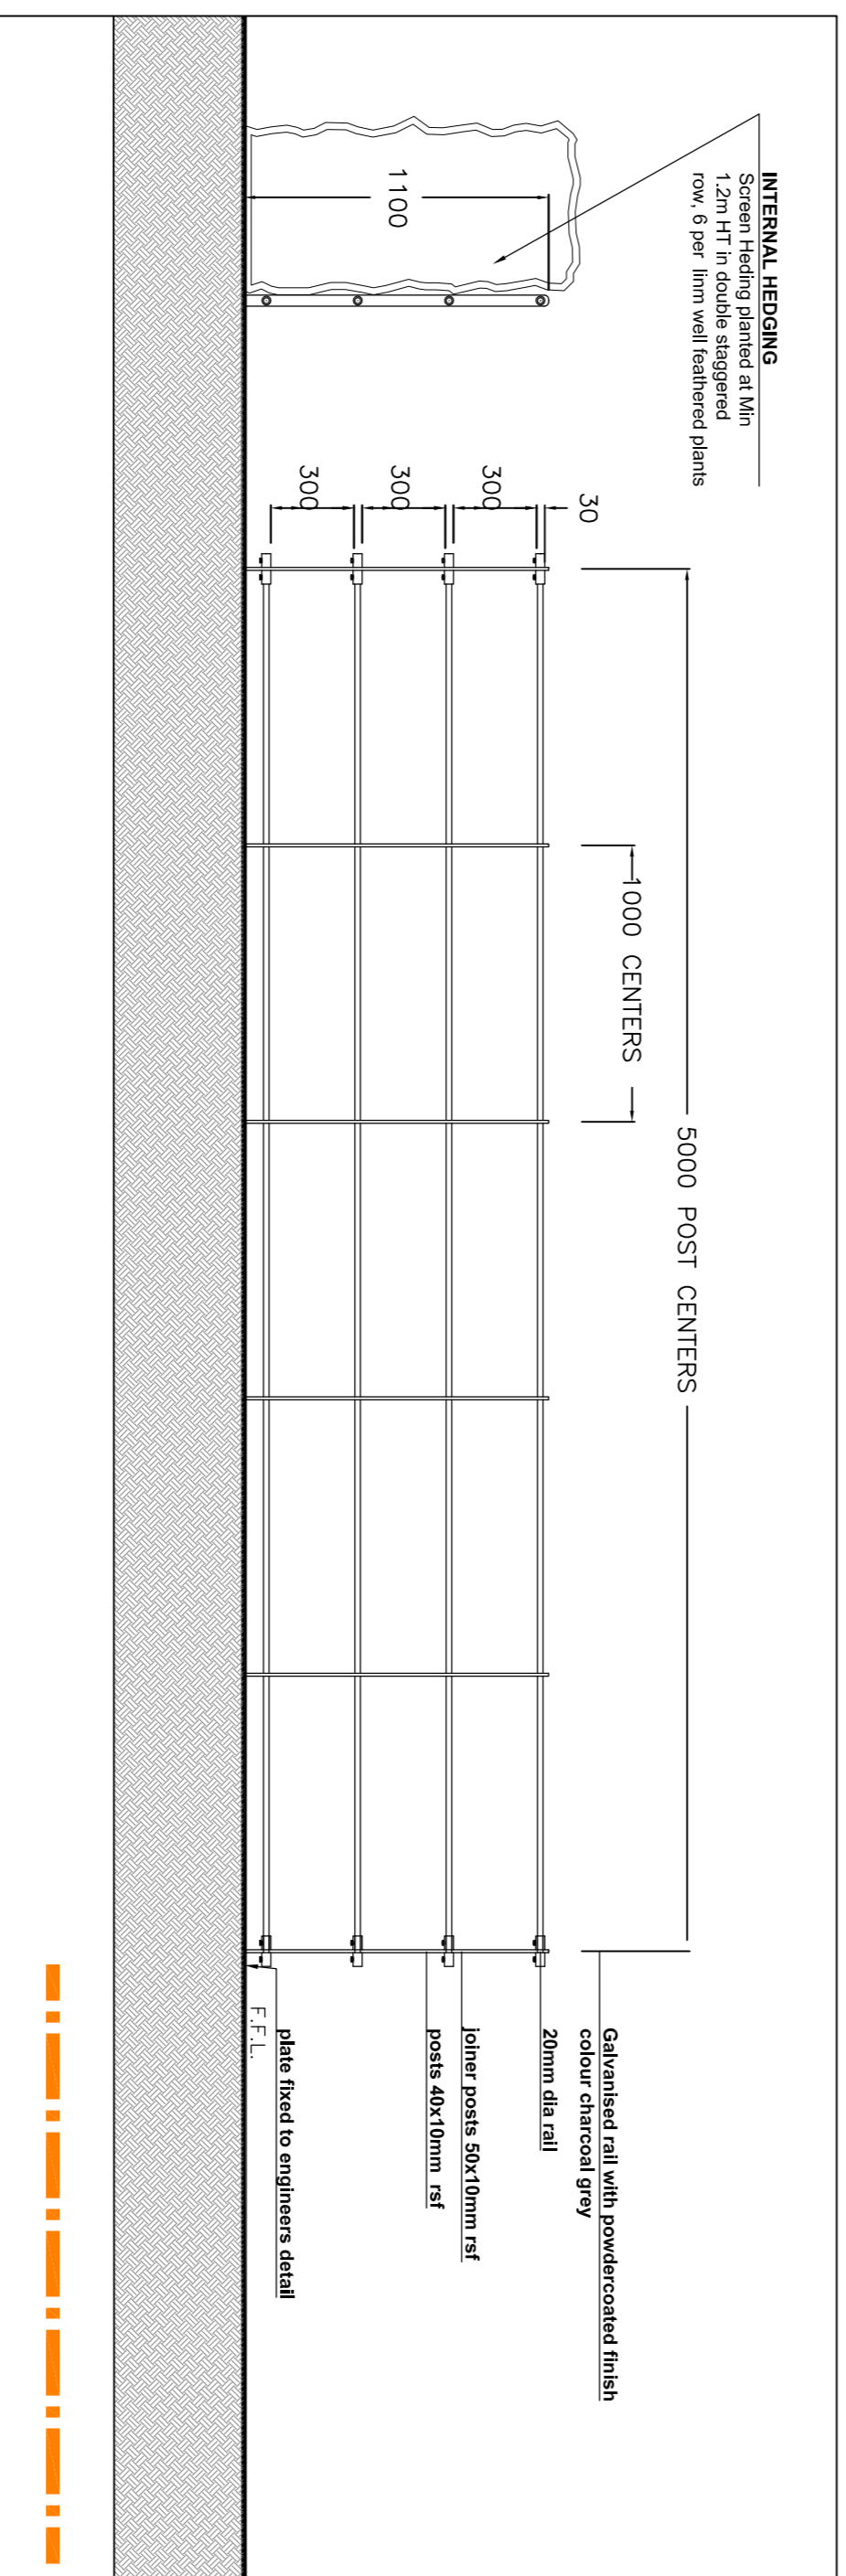 INTERNAL HEDGING
Screen Heding planted at Min
1.2m HT in double staggered
row, 6 per linm well feathered plants
1100
5000 POST CENTERS
1000 CENTERS
30
300
300
300
Galvanised rail with powdercoated finish
colour charcoal grey
20mm dia rail
joiner posts 50x10mm rsf
posts 40x10mm rsf
plate fixed to engineers detail
F.F.L.